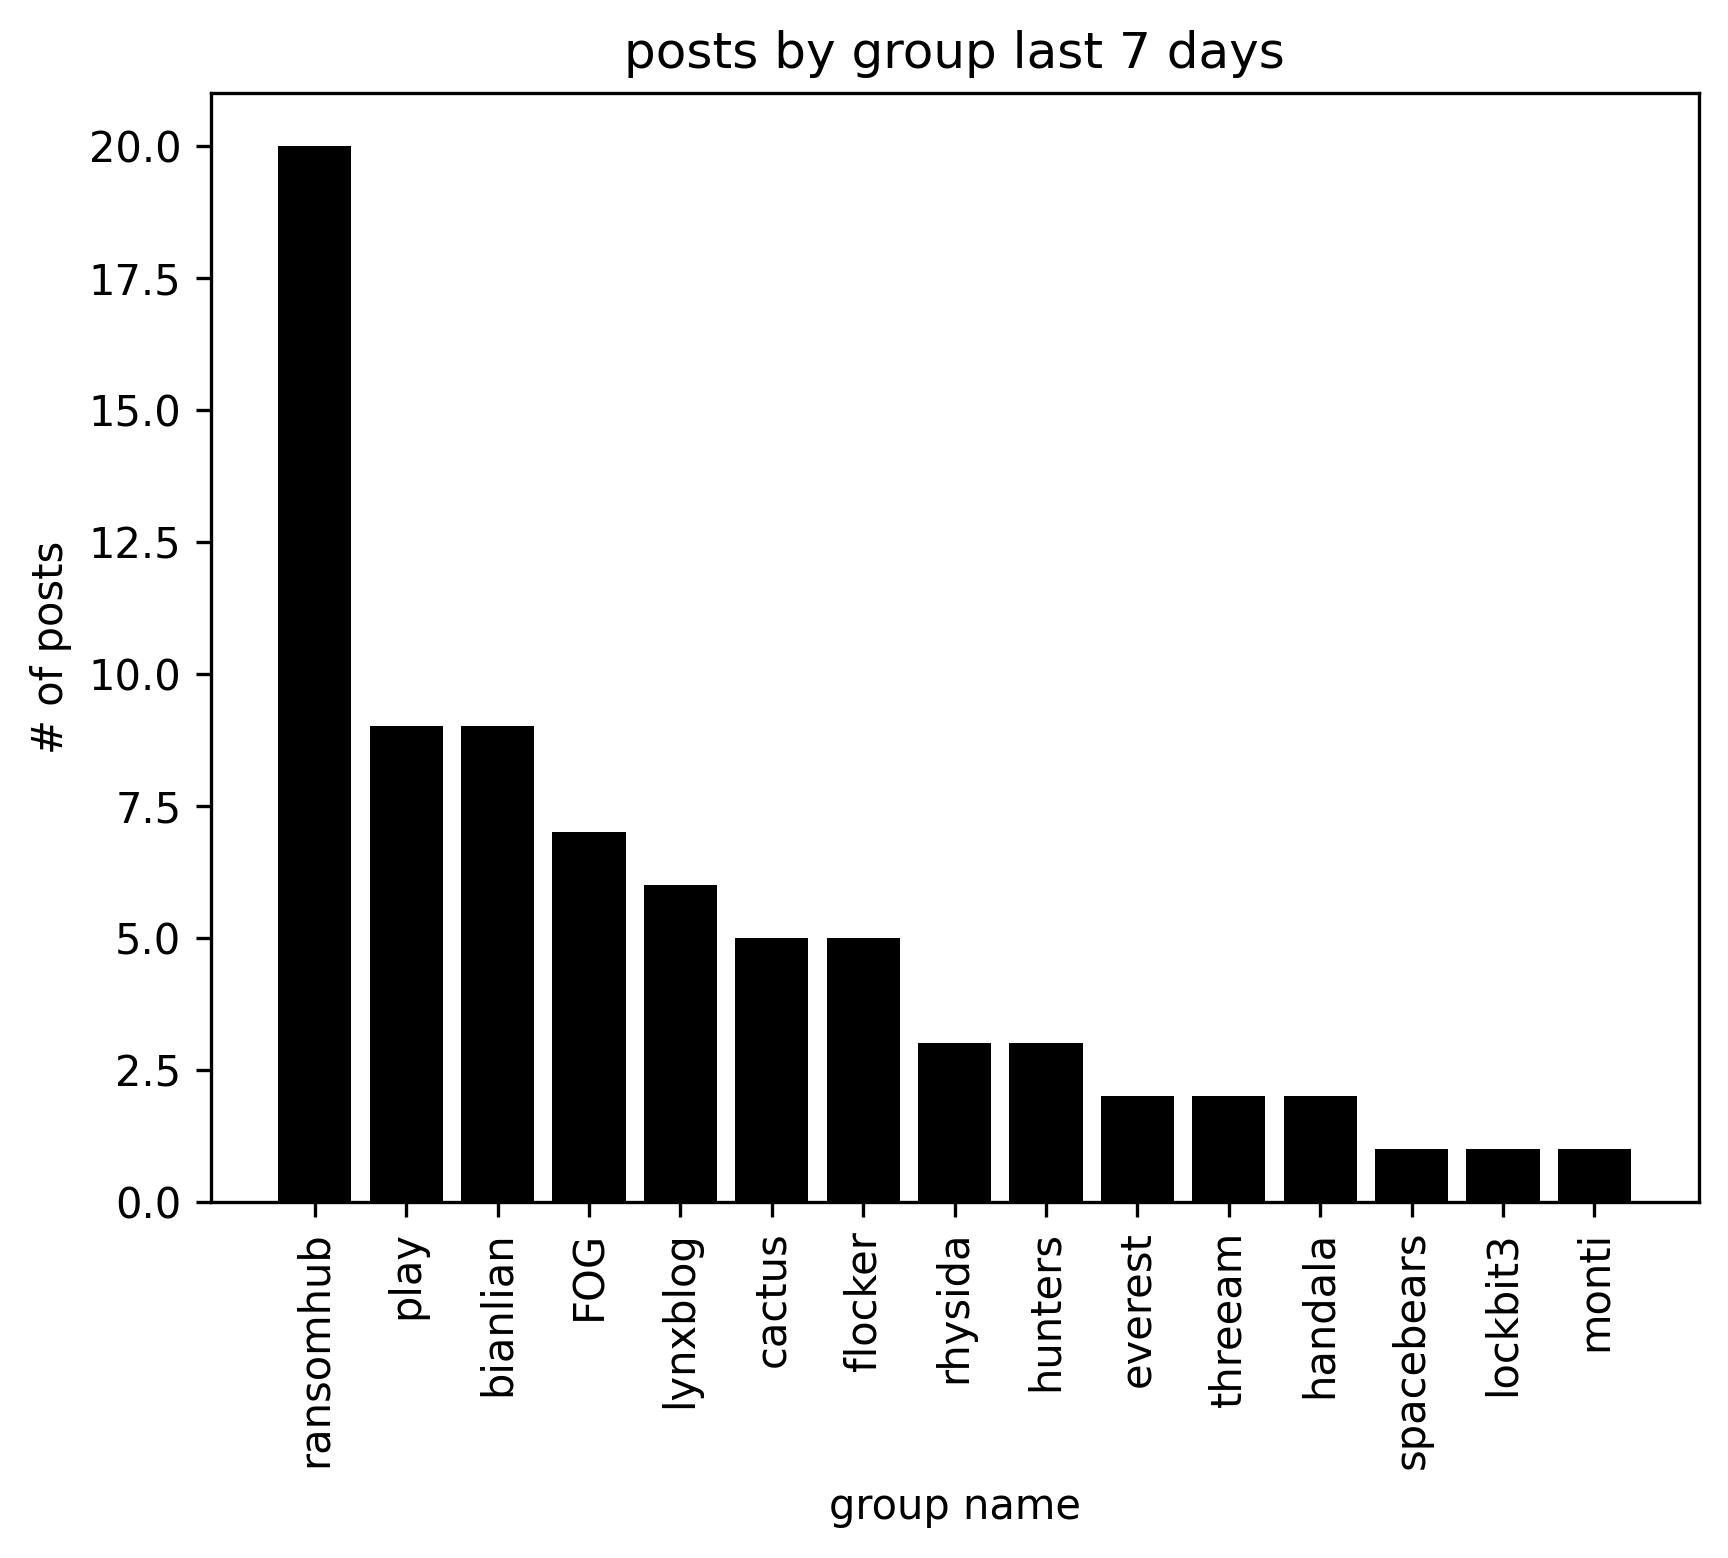 posts by group last 7 days
20.0
17.5
15.0
12.5
10.0
7.5
5.0
2.5
0.0
# of posts
ransomhub
play
bianlian
FOG
lynxblog
cactus
flocker
rhysida
hunters
everest
threeam
handala
spacebears
lockbit3
monti
group name